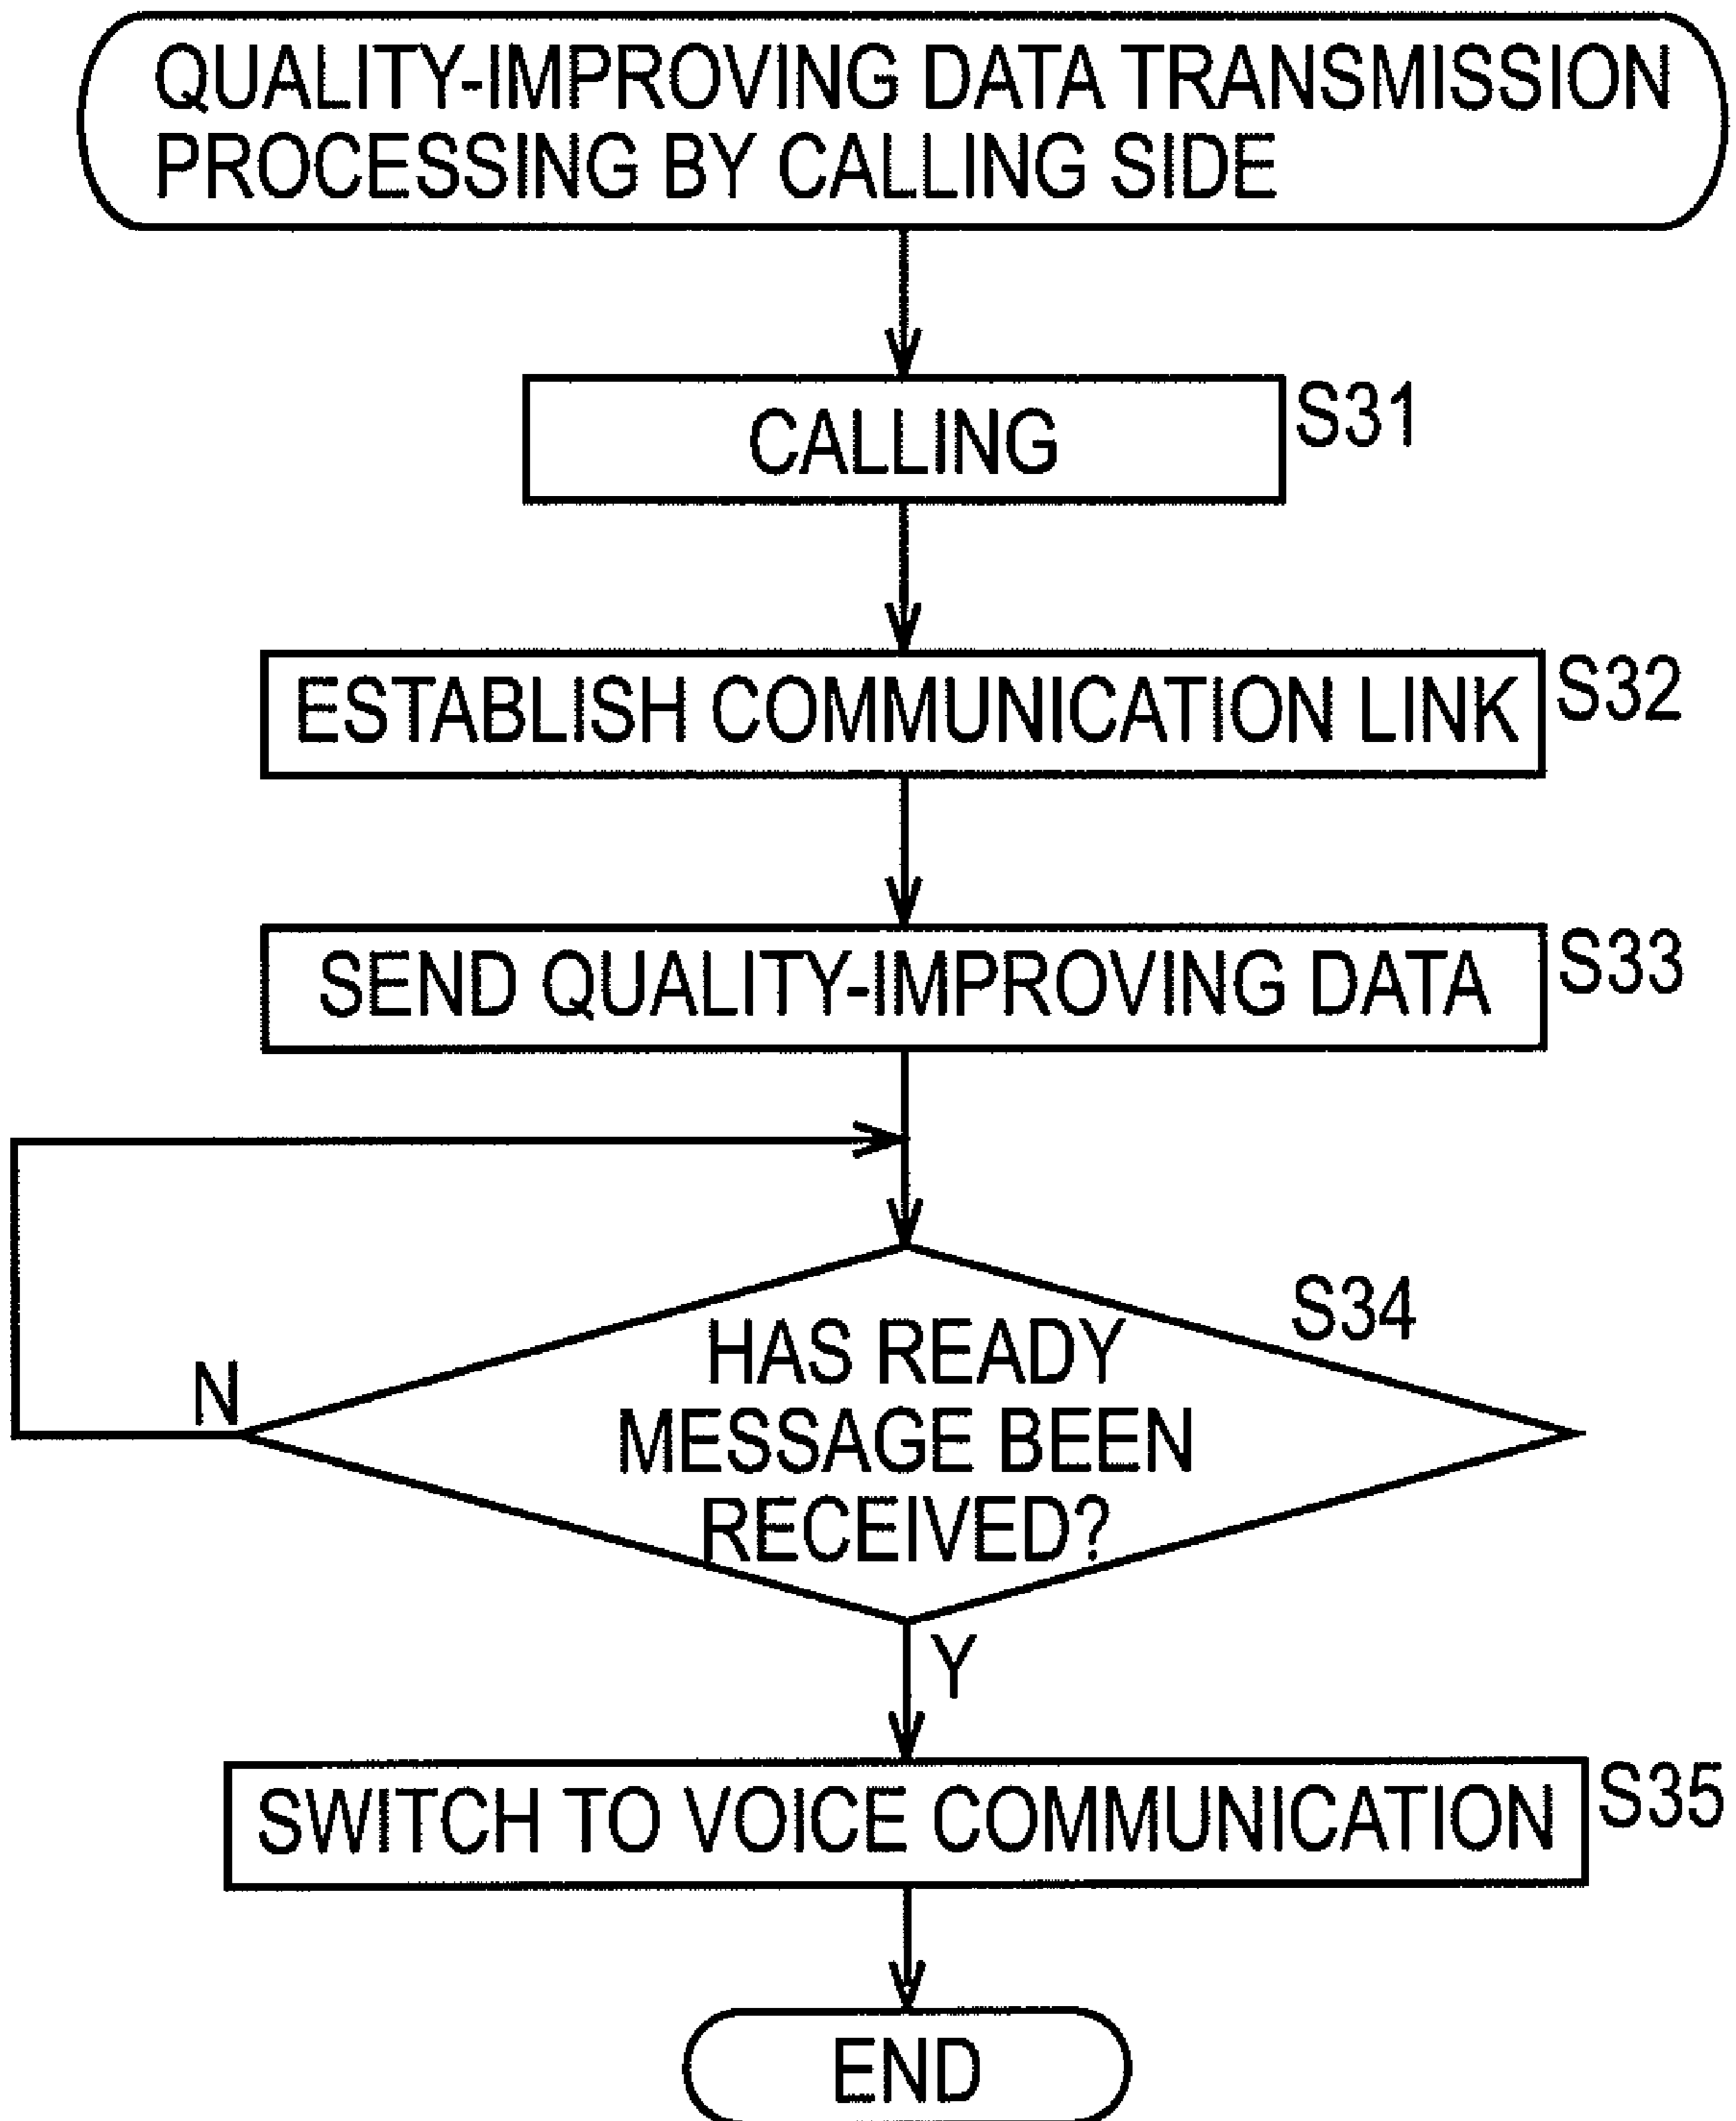 QUALITY-IMPROVING DATA TRANSMISSION
PROCESSING BY CALLING SIDE
CALLING
S31
ESTABLISH COMMUNICATION LINK
S32
SEND QUALITY-IMPROVING DATA
S33
S34
HAS READY
MESSAGE BEEN
RECEIVED?
N
Y
SWITCH TO VOICE COMMUNICATION
S35
END